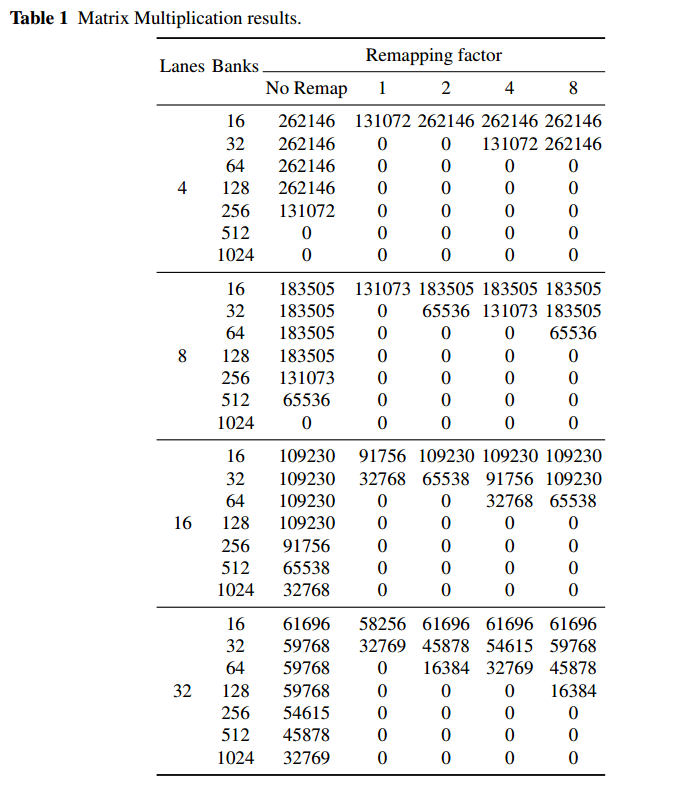 Table 1 Matrix Multiplication results.
Remapping factor
Lanes Banks
No Remap 1 2 4 8
16 262146 131072 262146 262146 262146
32 262146 0 0 131072 262146
64 262146 0 0 0 0
4 128 262146 0 0 0 0
256 131072 0 0 0 0
512 0 0 0 0 0
1024 0 0 0 0 0
16 183505 131073 183505 183505 183505
32 183505 0 65536 131073 183505
64 183505 0 0 0 65536
8 128 183505 0 0 0 0
256 131073 0 0 0 0
512 65536 0 0 0 0
1024 0 0 0 0 0
16 109230 91756 109230 109230 109230
32 109230 32768 65538 91756 109230
64 109230 0 0 32768 65538
16 128 109230 0 0 0 0
256 91756 0 0 0 0
512 65538 0 0 0 0
1024 32768 0 0 0 0
16 61696 58256 61696 61696 61696
32 59768 32769 45878 54615 59768
64 59768 0 16384 32769 45878
32 128 59768 0 0 0 16384
256 54615 0 0 0 0
512 45878 0 0 0 0
1024 32769 0 0 0 0